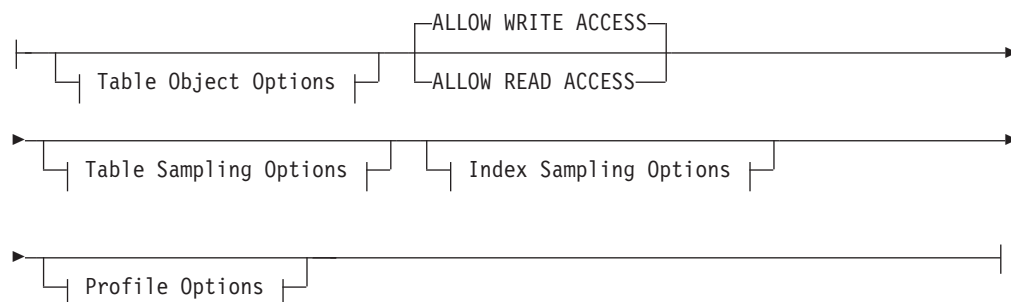 ALLOW WRITE ACCESS
Table Object Options
ALLOW READ ACCESS
Table Sampling Options
Index Sampling Options
Profile Options